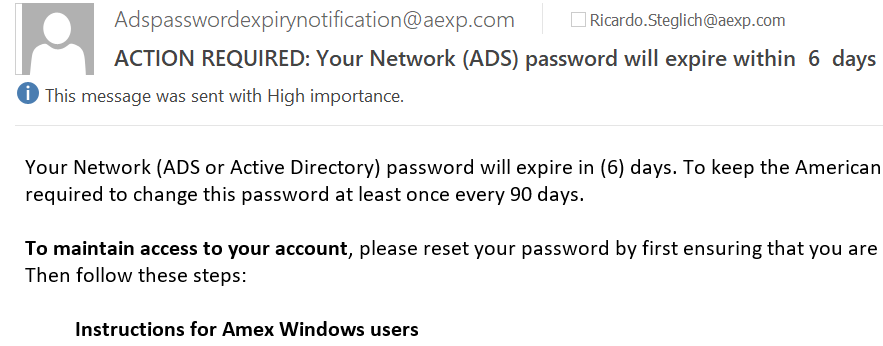 Adspasswordexpirynotification@aexp.com Ricardo.Steglich@aexp.com
ACTION REQUIRED: Your Network (ADS) password will expire within 6 days
i This message was sent with High importance.
Your Network (ADS or Active Directory) password will expire in (6) days. To keep the American
required to change this password at least once every 90 days.
To maintain access to your account, please reset your password by first ensuring that you are
Then follow these steps:
Instructions for Amex Windows users